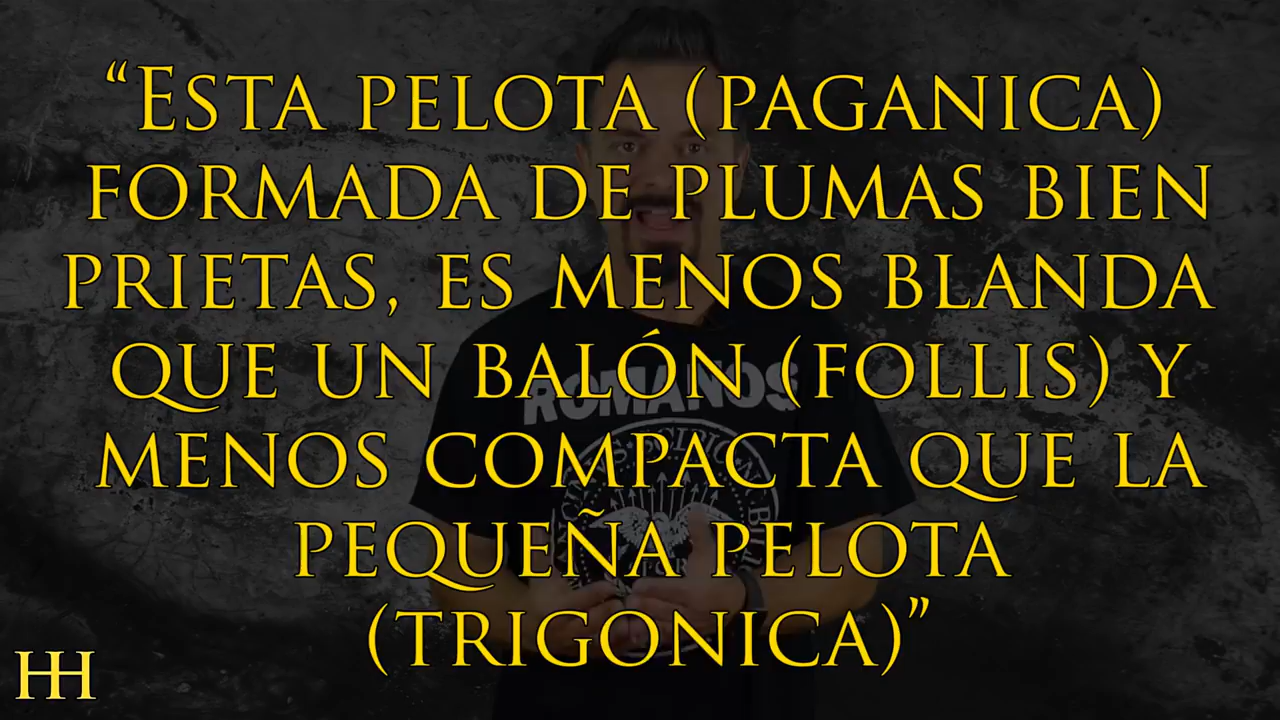 “ESTA PELOTA (PAGANICA)
FORMADA DE PLUMAS BIEN
PRIETAS, ES MENOS BLANDA
QUE UN BALÓN (FOLLIS) Y
MENOS COMPACTA QUE LA
PEQUEÑA PELOTA
(TRIGONICA)”
ROMANOS
HH